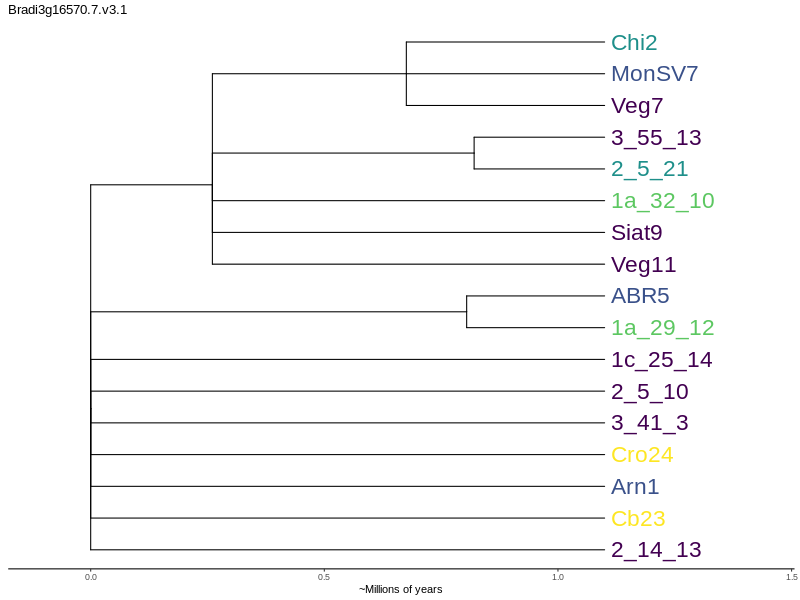 Bradi3g16570.7.v3.1
Chi2
MonSV7
Veg7
3_55_13
2_5_21
1a_32_10
Siat9
Veg11
ABR5
1a_29_12
1c_25_14
2_5_10
3_41_3
Cro24
Arn1
Cb23
2_14_13
0.0 0.5 1.0 1.5
~Millions of years